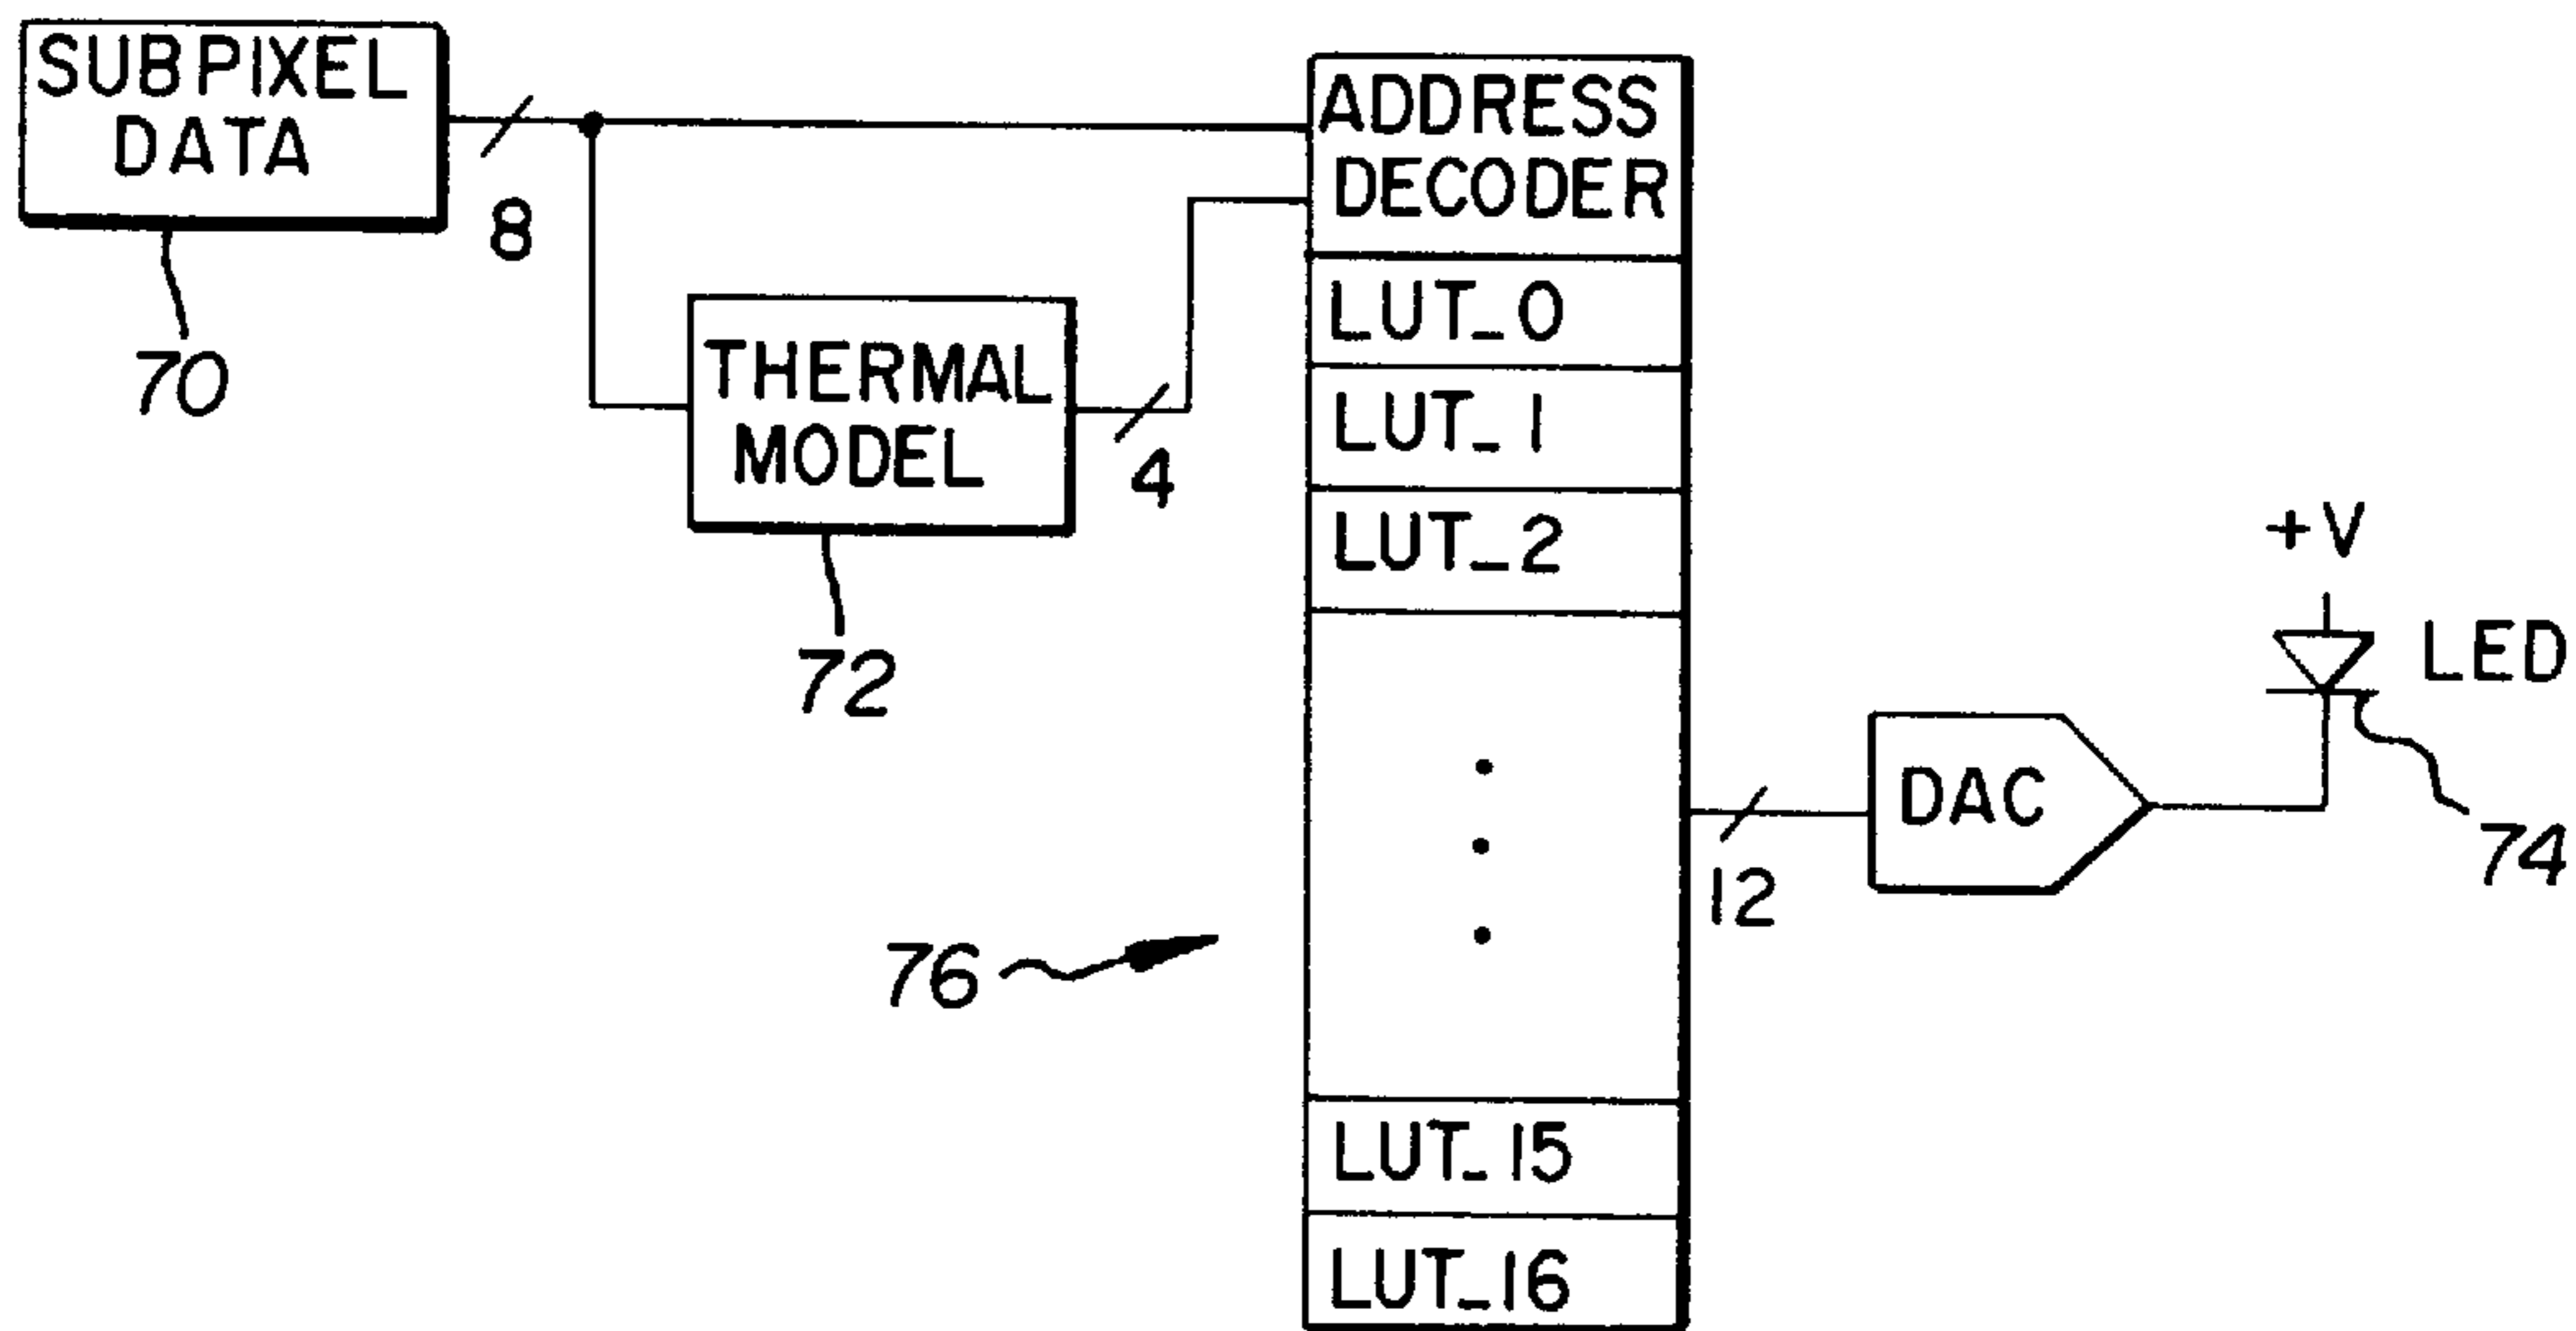 SUBPIXEL
DATA
8
70
THERMAL
MODEL
4
72
ADDRESS
DECODER
LUT_0
LUT_1
LUT_2
LUT_15
LUT_16
76
12
DAC
+V
LED
74